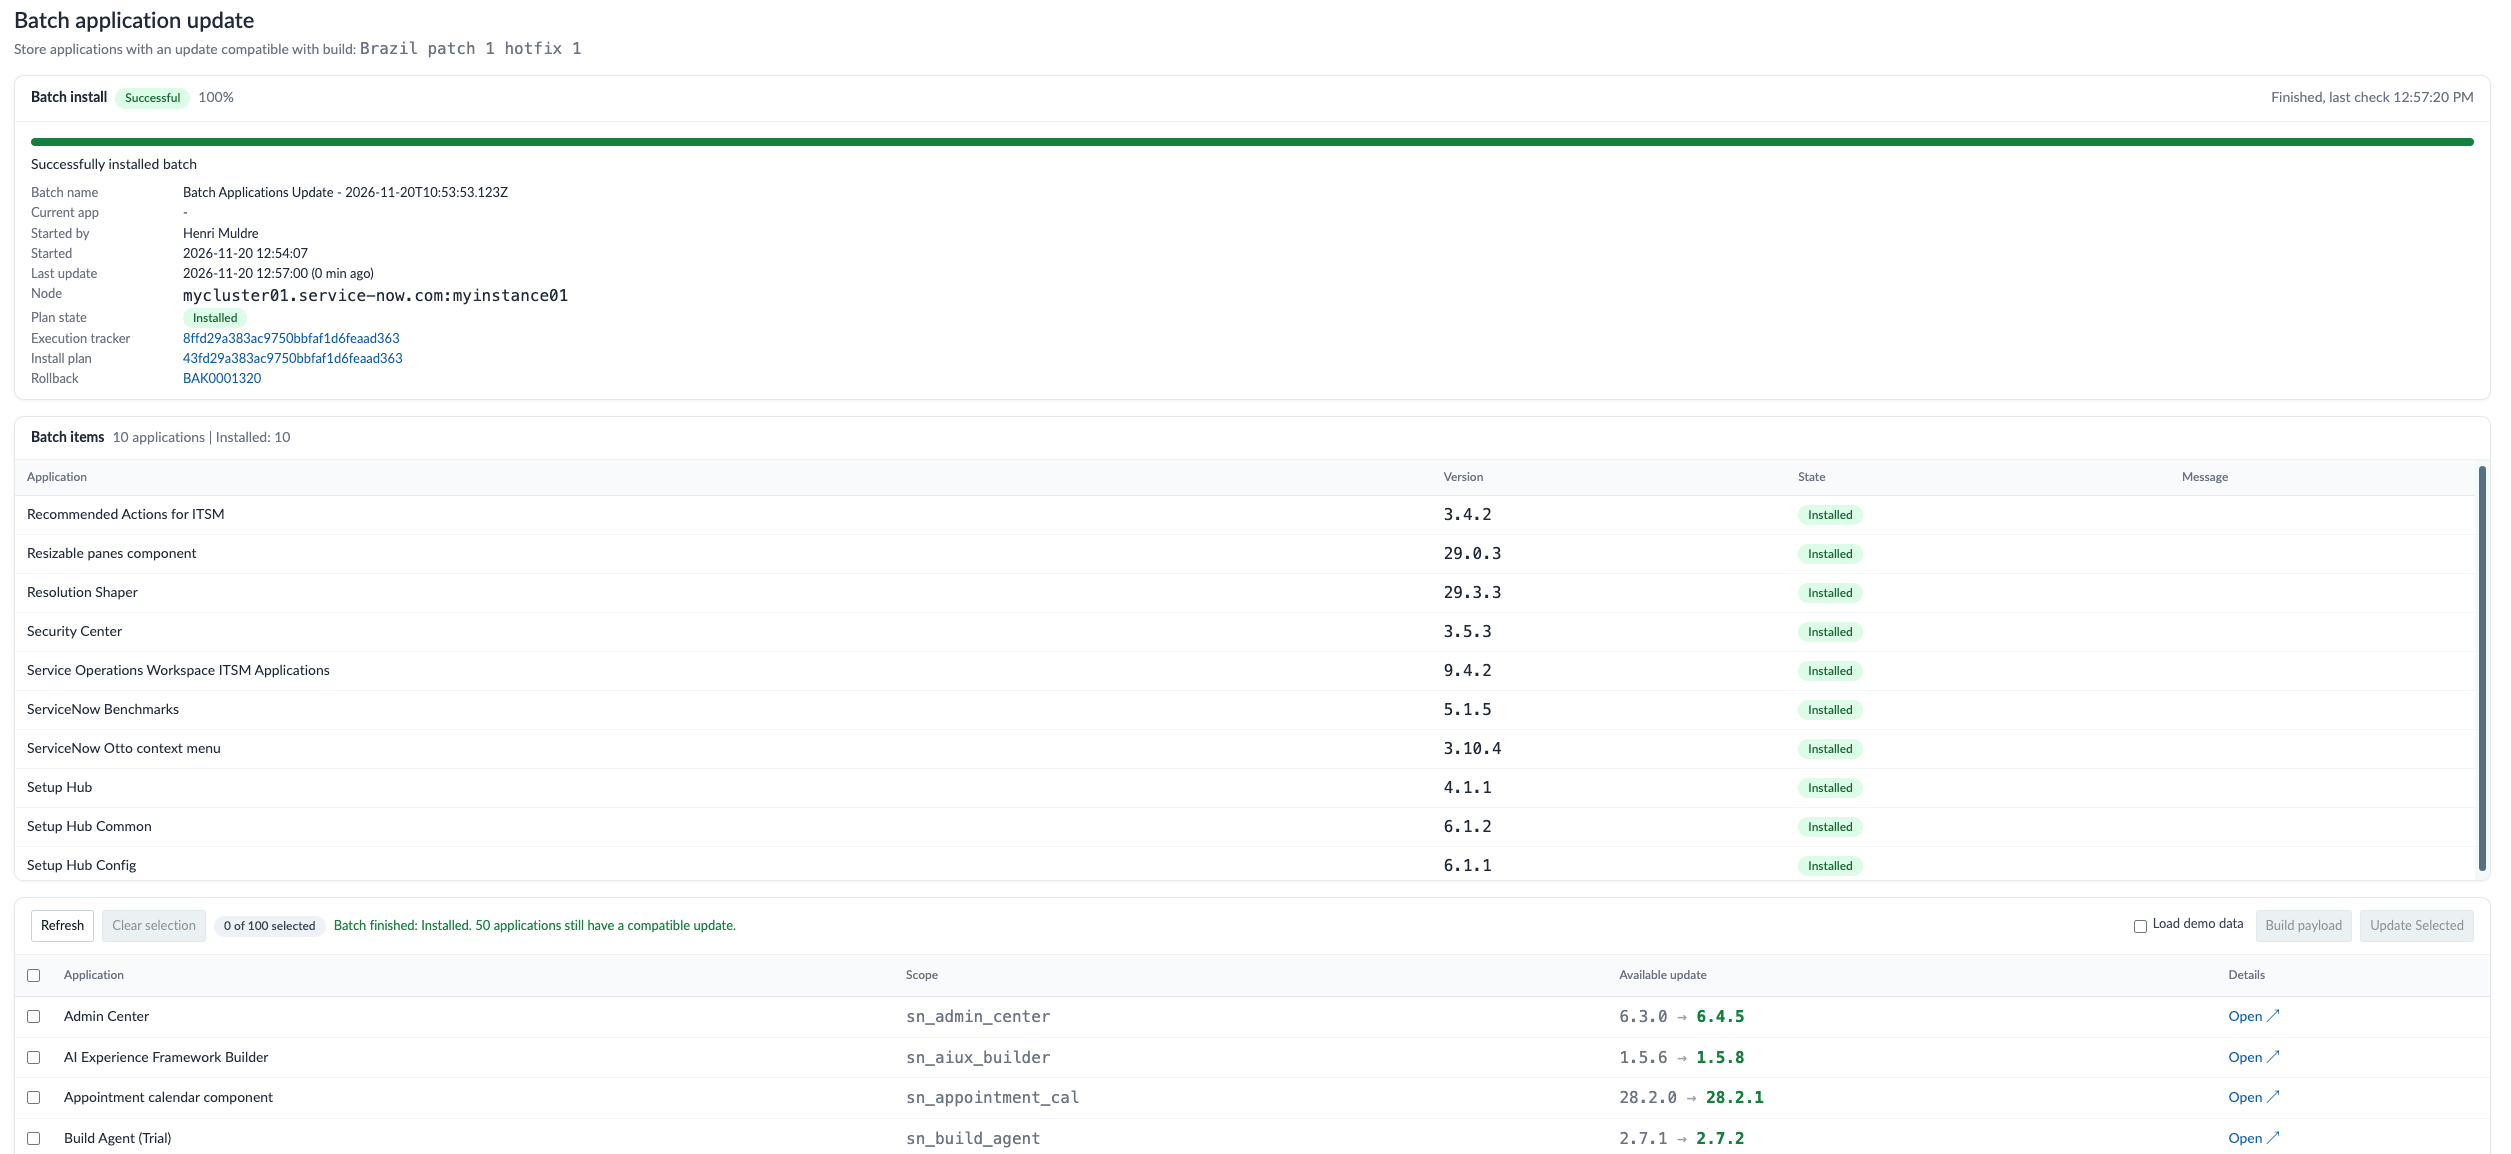 Batch application update
Store applications with an update compatible with build: Brazil patch 1 hotfix 1
Batch install Successful 100% Finished, last check 12:57:20 PM
Successfully installed batch
Batch name Batch Applications Update - 2026-11-20T10:53:53.123Z
Current app -
Started by Henri Muldre
Started 2026-11-20 12:54:07
Last update 2026-11-20 12:57:00 (0 min ago)
Node mycluster01.service-now.com:myinstance01
Plan state Installed
Execution tracker 8ffd29a383ac9750bbfaf1d6feaad363
Install plan 43fd29a383ac9750bbfaf1d6feaad363
Rollback BAK0001320
Batch items 10 applications | Installed: 10
Application Version State Message
Recommended Actions for ITSM 3.4.2 Installed
Resizable panes component 29.0.3 Installed
Resolution Shaper 29.3.3 Installed
Security Center 3.5.3 Installed
Service Operations Workspace ITSM Applications 9.4.2 Installed
ServiceNow Benchmarks 5.1.5 Installed
ServiceNow Otto context menu 3.10.4 Installed
Setup Hub 4.1.1 Installed
Setup Hub Common 6.1.2 Installed
Setup Hub Config 6.1.1 Installed
Refresh Clear selection 0 of 100 selected Batch finished: Installed. 50 applications still have a compatible update. Load demo data Build payload Update Selected
Application Scope Available update Details
Admin Center sn_admin_center 6.3.0 → 6.4.5 Open ↗
AI Experience Framework Builder sn_aiux_builder 1.5.6 → 1.5.8 Open ↗
Appointment calendar component sn_appointment_cal 28.2.0 → 28.2.1 Open ↗
Build Agent (Trial) sn_build_agent 2.7.1 → 2.7.2 Open ↗